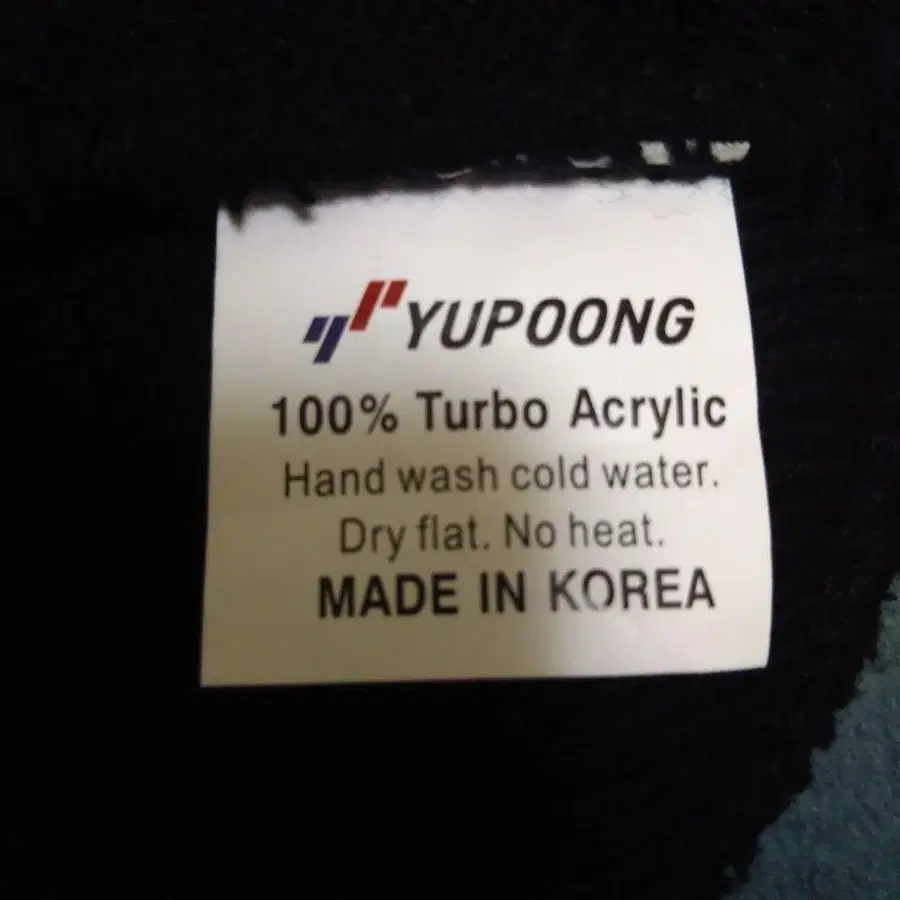 YUPOONG
100% Turbo Acrylic
Hand wash cold water.
Dry flat. No heat.
MADE IN KOREA